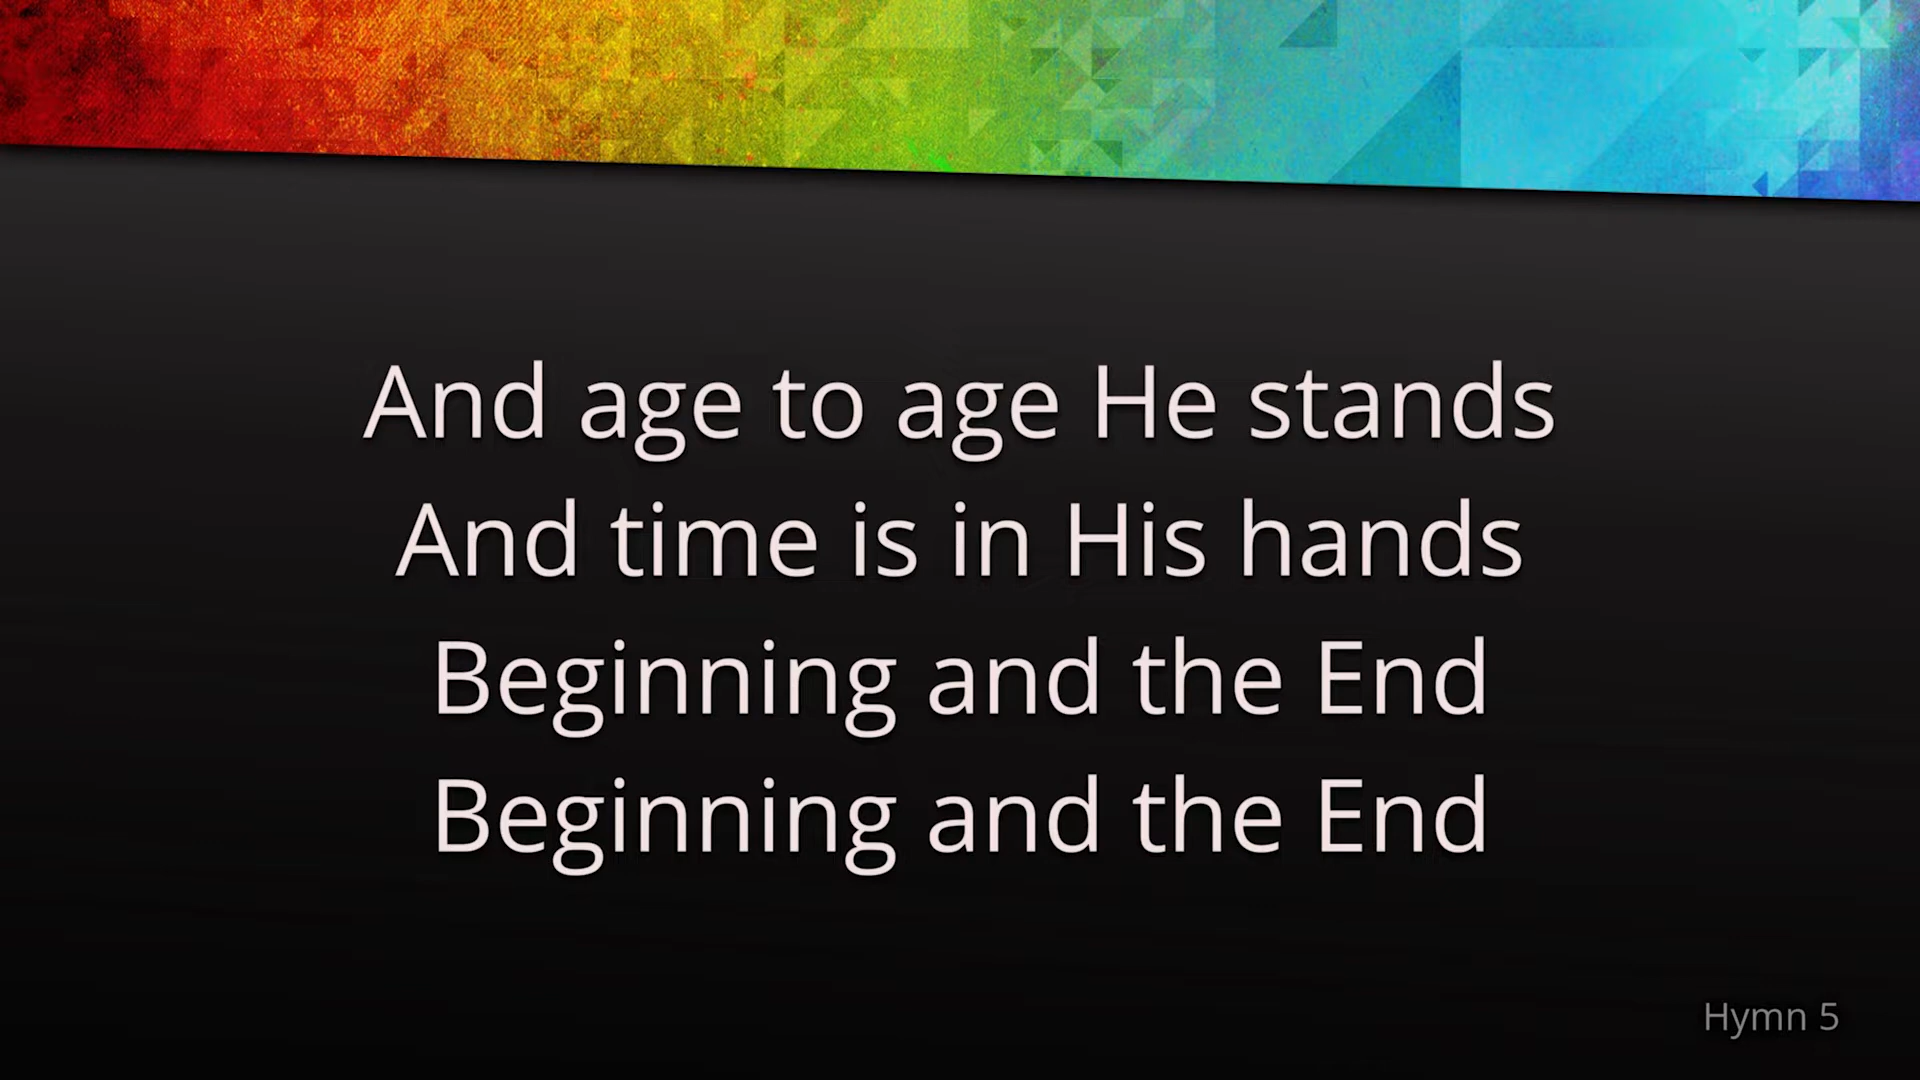 And age to age He stands
And time is in His hands
Beginning and the End
Beginning and the End
Hymn 5